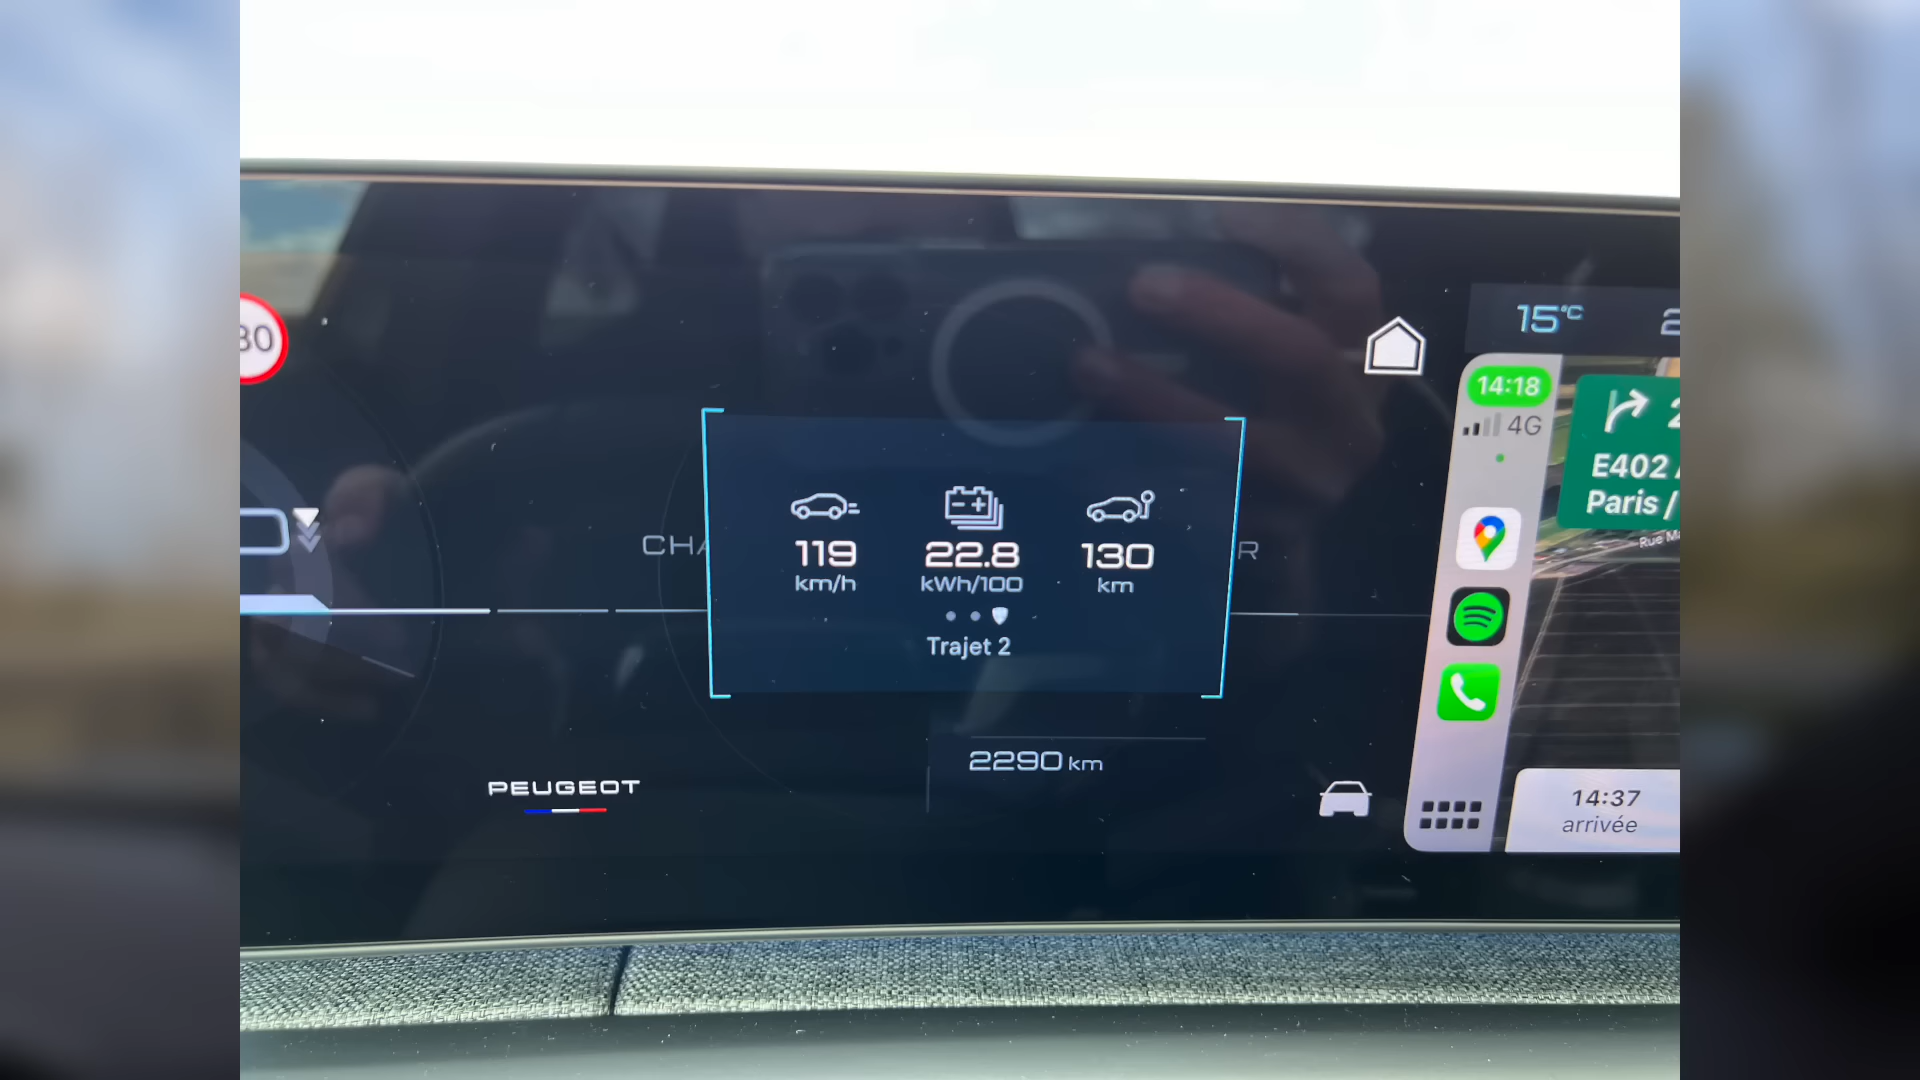 15°C
14:18
4G
E402
Paris /
CHA
R
119
km/h
22.8
kWh/100
130
km
Trajet 2
2290 km
PEUGEOT
14:37
arrivée